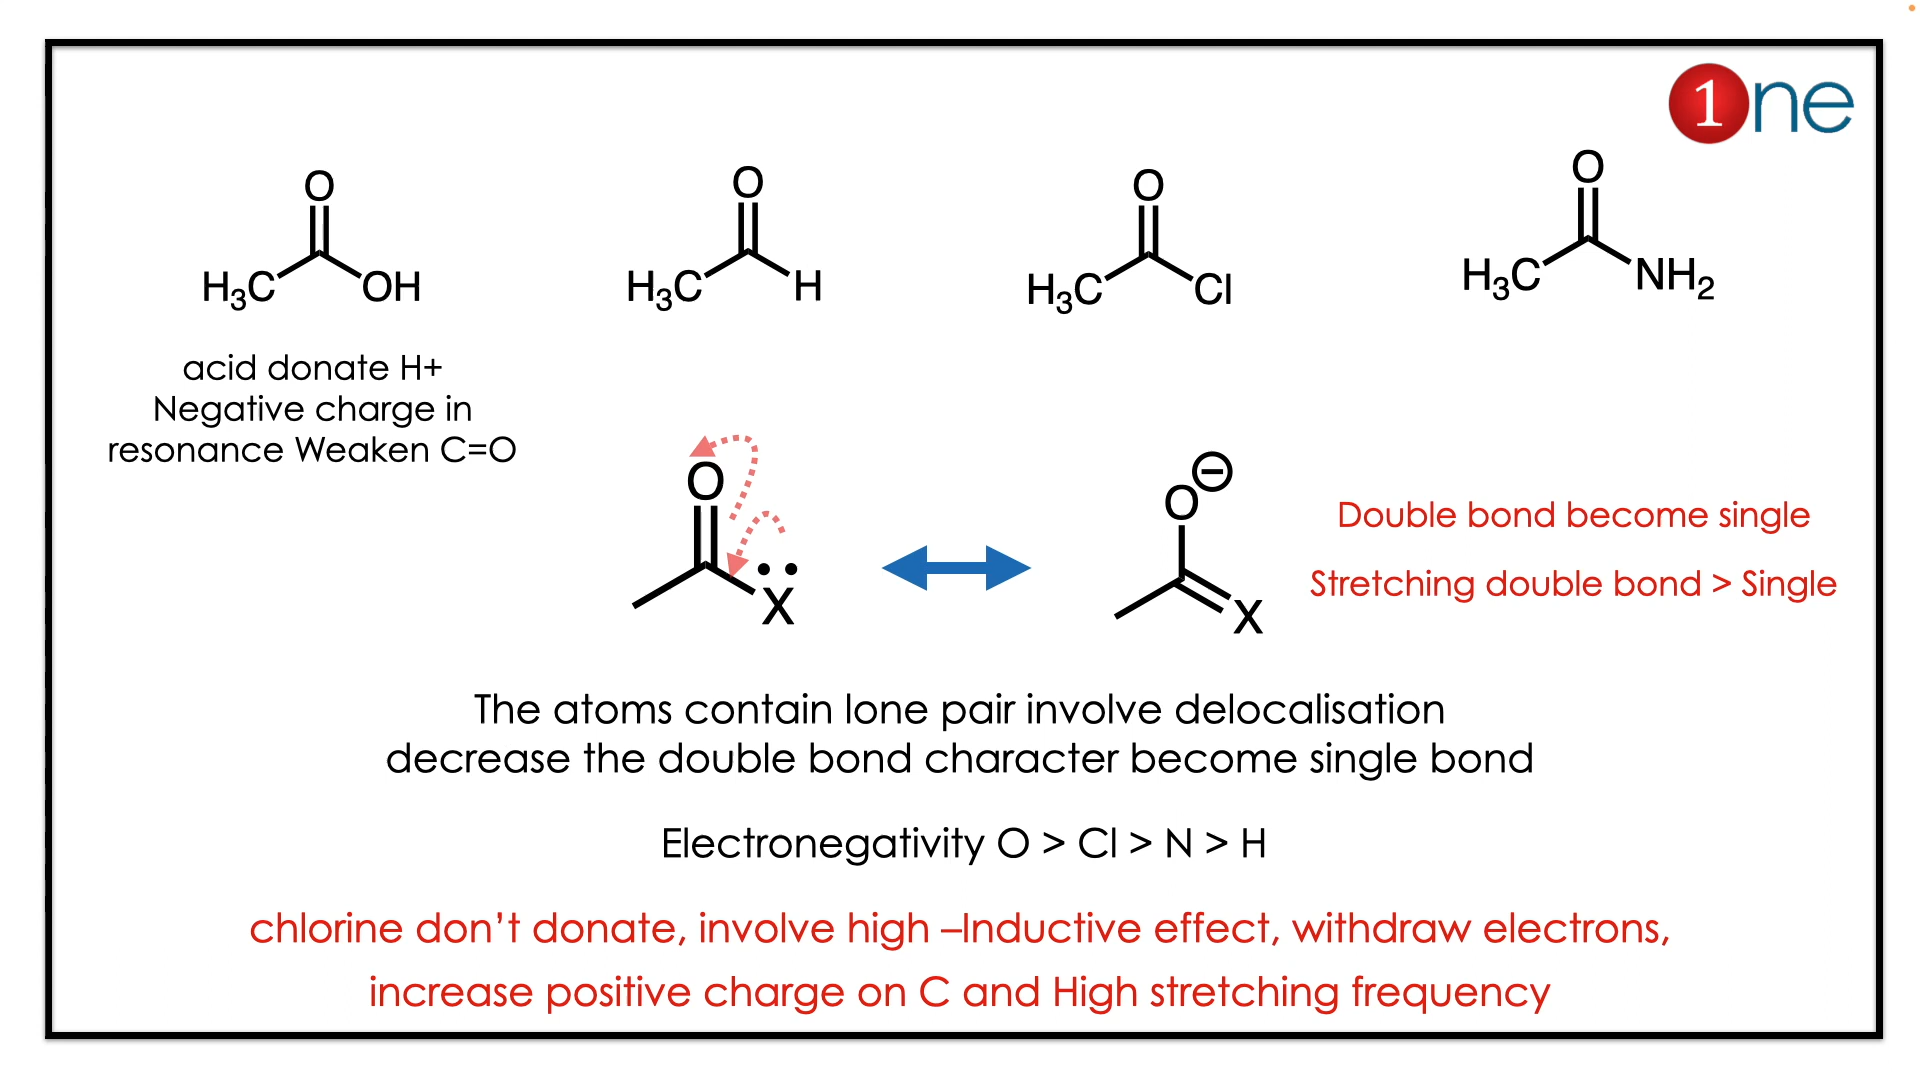 1ne
O
H3C
OH
O
H3C
H
O
H3C
Cl
O
H3C
NH2
acid donate H+
Negative charge in
resonance Weaken C=O
O
X
O
X
Double bond become single
Stretching double bond > Single
The atoms contain lone pair involve delocalisation
decrease the double bond character become single bond
Electronegativity O > Cl > N > H
chlorine don’t donate, involve high –Inductive effect, withdraw electrons,
increase positive charge on C and High stretching frequency